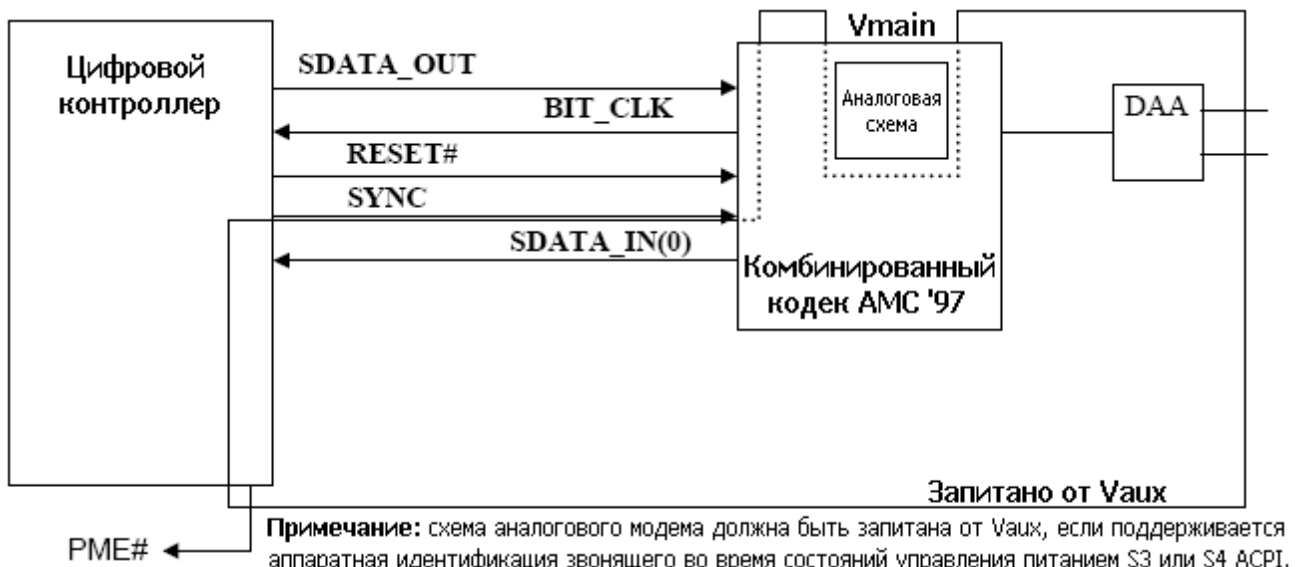 Vmain
Цифровой
контроллер
SDATA_OUT
BIT_CLK
RESET#
SYNC
SDATA_IN(0)
Аналоговая
схема
DAA
Комбинированный
кодек AMC '97
Запитано от Vaux
PME#
Примечание: схема аналогового модема должна быть запитана от Vaux, если поддерживается
аппаратная идентификация звонящего во время состояний управления питанием S3 или S4 ACPI.